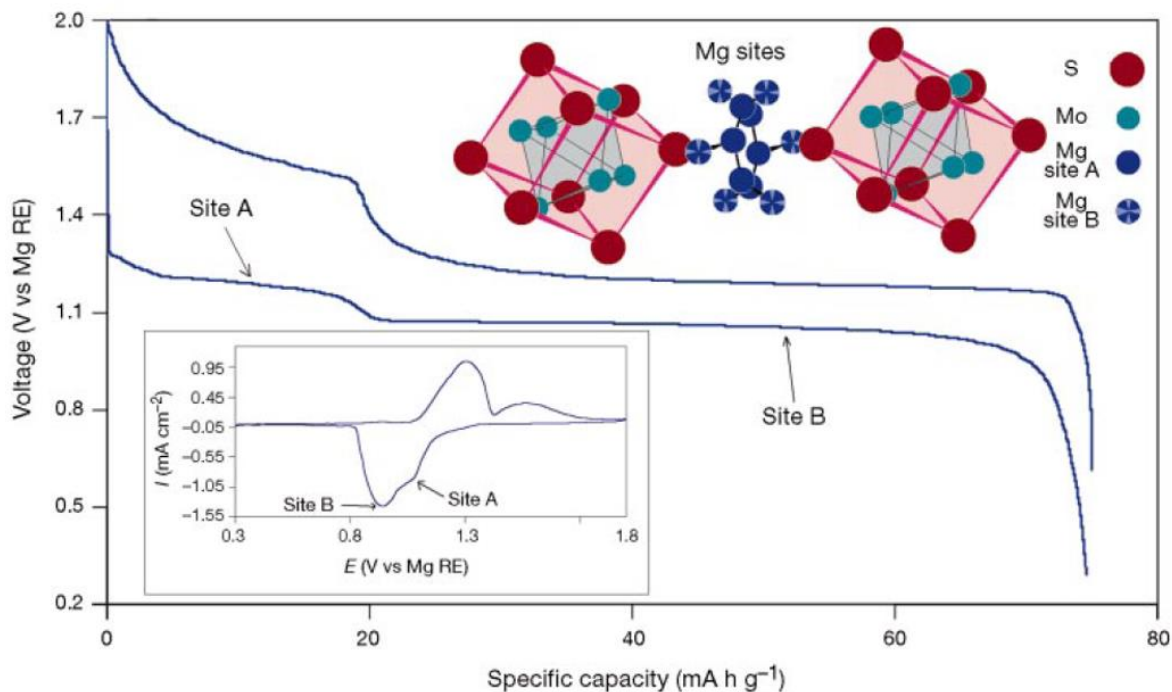 2.0
1.7
1.4
1.1
0.8
0.5
0.2
Voltage (V vs Mg RE)
Site A
Mg sites
S
Mo
Mg
site A
Mg
site B
Site B
0.95
0.45
-0.05
-0.55
-1.05
-1.55
I (mA cm⁻²)
Site B
Site A
0.3
0.8
1.3
1.8
E (V vs Mg RE)
0
20
40
60
80
Specific capacity (mA h g⁻¹)